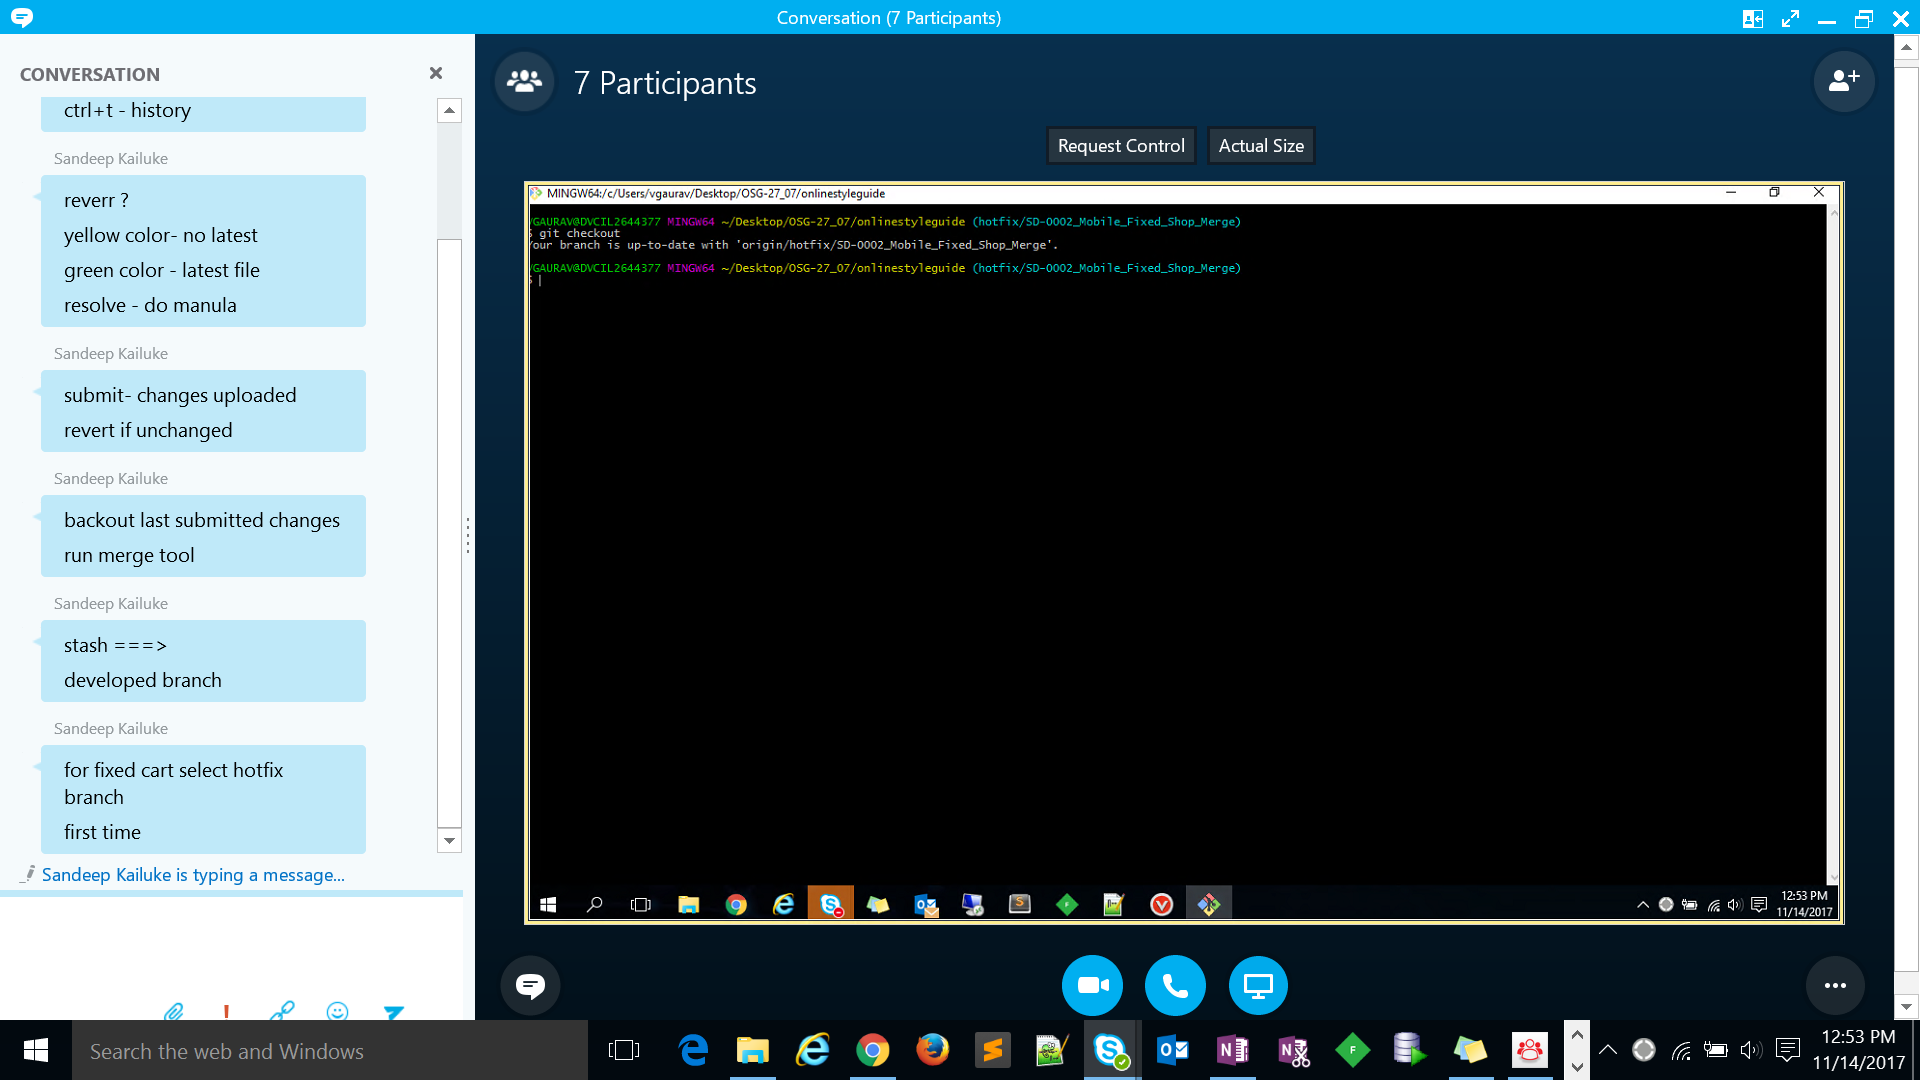 Conversation (7 Participants)
CONVERSATION
ctrl+t - history
Sandeep Kailuke
reverr ?
yellow color- no latest
green color - latest file
resolve - do manula
Sandeep Kailuke
submit- changes uploaded
revert if unchanged
Sandeep Kailuke
backout last submitted changes
run merge tool
Sandeep Kailuke
stash ===>
developed branch
Sandeep Kailuke
for fixed cart select hotfix
branch
first time
Sandeep Kailuke is typing a message...
7 Participants
Request Control
Actual Size
MINGW64:/c/Users/vgaurav/Desktop/OSG-27_07/onlinestyleguide
VGAURAV@DVCIL2644377 MINGW64 ~/Desktop/OSG-27_07/onlinestyleguide (hotfix/SD-0002_Mobile_Fixed_Shop_Merge)
$ git checkout
Your branch is up-to-date with 'origin/hotfix/SD-0002_Mobile_Fixed_Shop_Merge'.
VGAURAV@DVCIL2644377 MINGW64 ~/Desktop/OSG-27_07/onlinestyleguide (hotfix/SD-0002_Mobile_Fixed_Shop_Merge)
$
12:53 PM
11/14/2017
Search the web and Windows
12:53 PM
11/14/2017